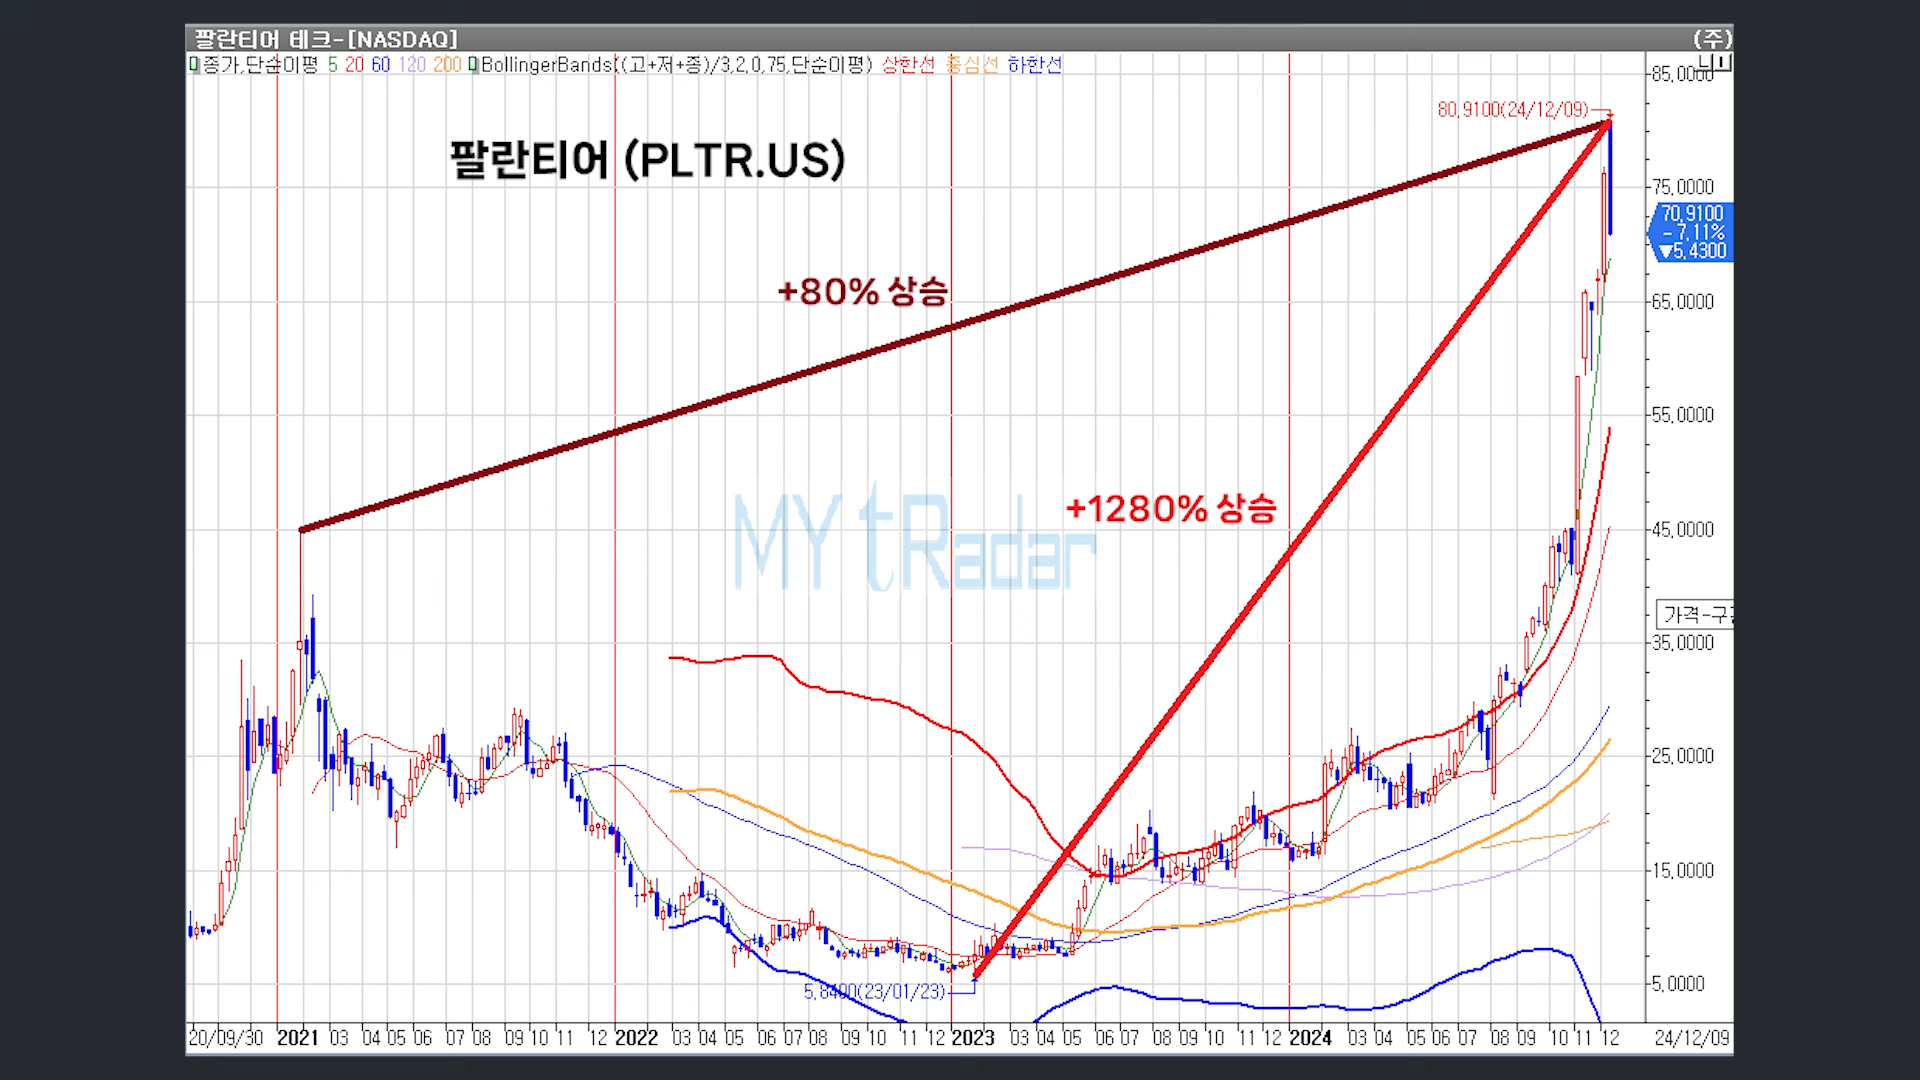 팔란티어 테크-[NASDAQ] (주)
종가,단순이평 5 20 60 120 200 BollingerBands((고+저+종)/3,2,0,75,단순이평) 상한선 중심선 하한선
85,0000
80,9100(24/12/09)
팔란티어 (PLTR.US)
75,0000
70,9100
-7,11%
▼5,4300
+80% 상승
65,0000
55,0000
+1280% 상승
45,0000
MY tRadar
가격-구
35,0000
25,0000
15,0000
5,8400(23/01/23)
5,0000
20/09/30 2021 03 04 05 06 07 08 09 10 11 12 2022 03 04 05 06 07 08 09 10 11 12 2023 03 04 05 06 07 08 09 10 11 12 2024 03 04 05 06 07 08 09 10 11 12 24/12/09